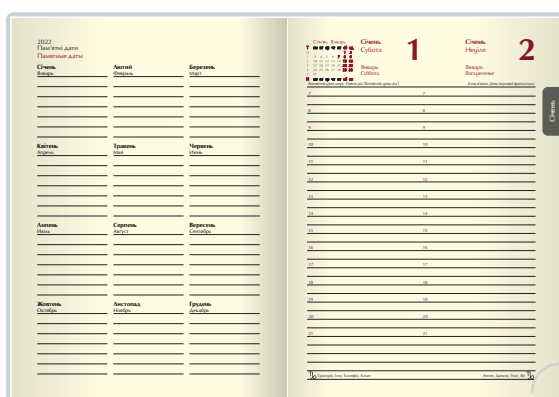 2022
Пам'ятні дати
Памятные даты
Січень
Январь
Лютий
Февраль
Березень
Март
Квітень
Апрель
Травень
Май
Червень
Июнь
Липень
Июль
Серпень
Август
Вересень
Сентябрь
Жовтень
Октябрь
Листопад
Ноябрь
Грудень
Декабрь
Січень Январь
Січень
Субота
1
Январь
Суббота
Січень
Неділя
2
Январь
Воскресенье
7 7
8 8
9 9
10 10
11 11
12 12
13 13
14 14
15 15
16 16
17 17
18 18
19 19
20 20
21 21
Січень